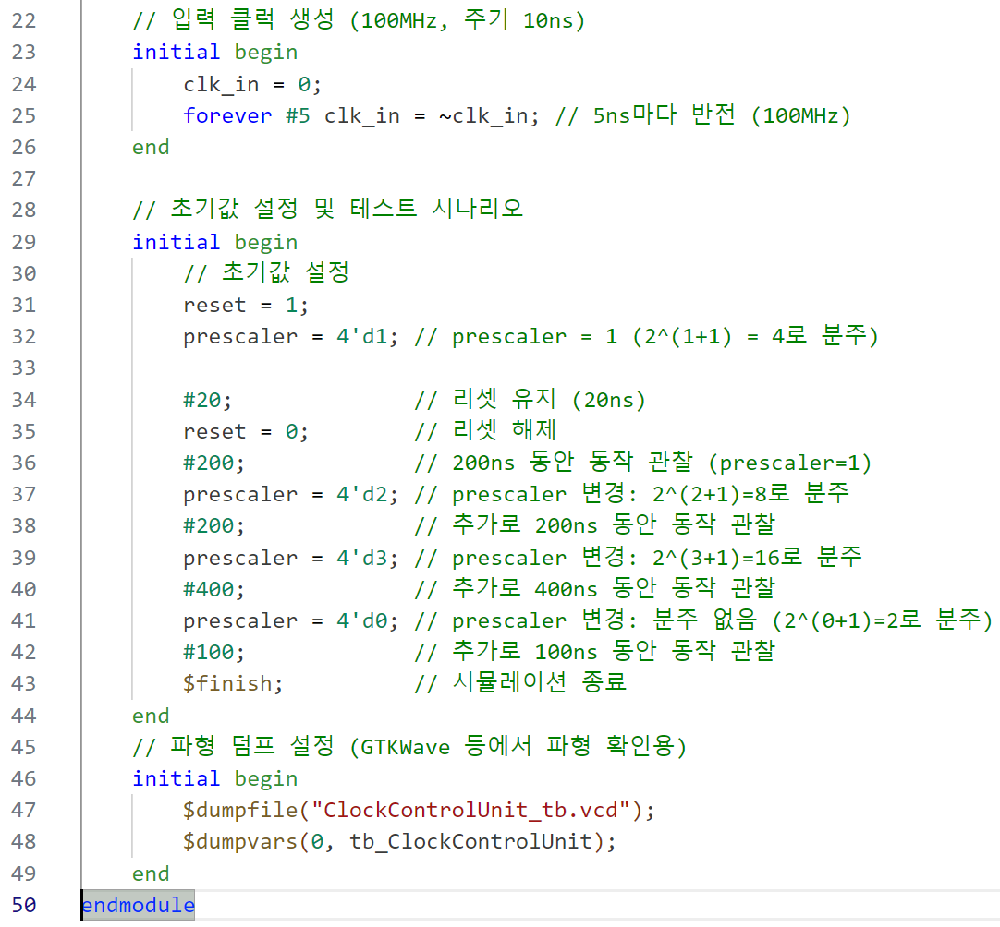 22 // 입력 클럭 생성 (100MHz, 주기 10ns)
23 initial begin
24 clk_in = 0;
25 forever #5 clk_in = ~clk_in; // 5ns마다 반전 (100MHz)
26 end
27
28 // 초기값 설정 및 테스트 시나리오
29 initial begin
30 // 초기값 설정
31 reset = 1;
32 prescaler = 4'd1; // prescaler = 1 (2^(1+1) = 4로 분주)
33
34 #20; // 리셋 유지 (20ns)
35 reset = 0; // 리셋 해제
36 #200; // 200ns 동안 동작 관찰 (prescaler=1)
37 prescaler = 4'd2; // prescaler 변경: 2^(2+1)=8로 분주
38 #200; // 추가로 200ns 동안 동작 관찰
39 prescaler = 4'd3; // prescaler 변경: 2^(3+1)=16로 분주
40 #400; // 추가로 400ns 동안 동작 관찰
41 prescaler = 4'd0; // prescaler 변경: 분주 없음 (2^(0+1)=2로 분주)
42 #100; // 추가로 100ns 동안 동작 관찰
43 $finish; // 시뮬레이션 종료
44 end
45 // 파형 덤프 설정 (GTKWave 등에서 파형 확인용)
46 initial begin
47 $dumpfile("ClockControlUnit_tb.vcd");
48 $dumpvars(0, tb_ClockControlUnit);
49 end
50 endmodule